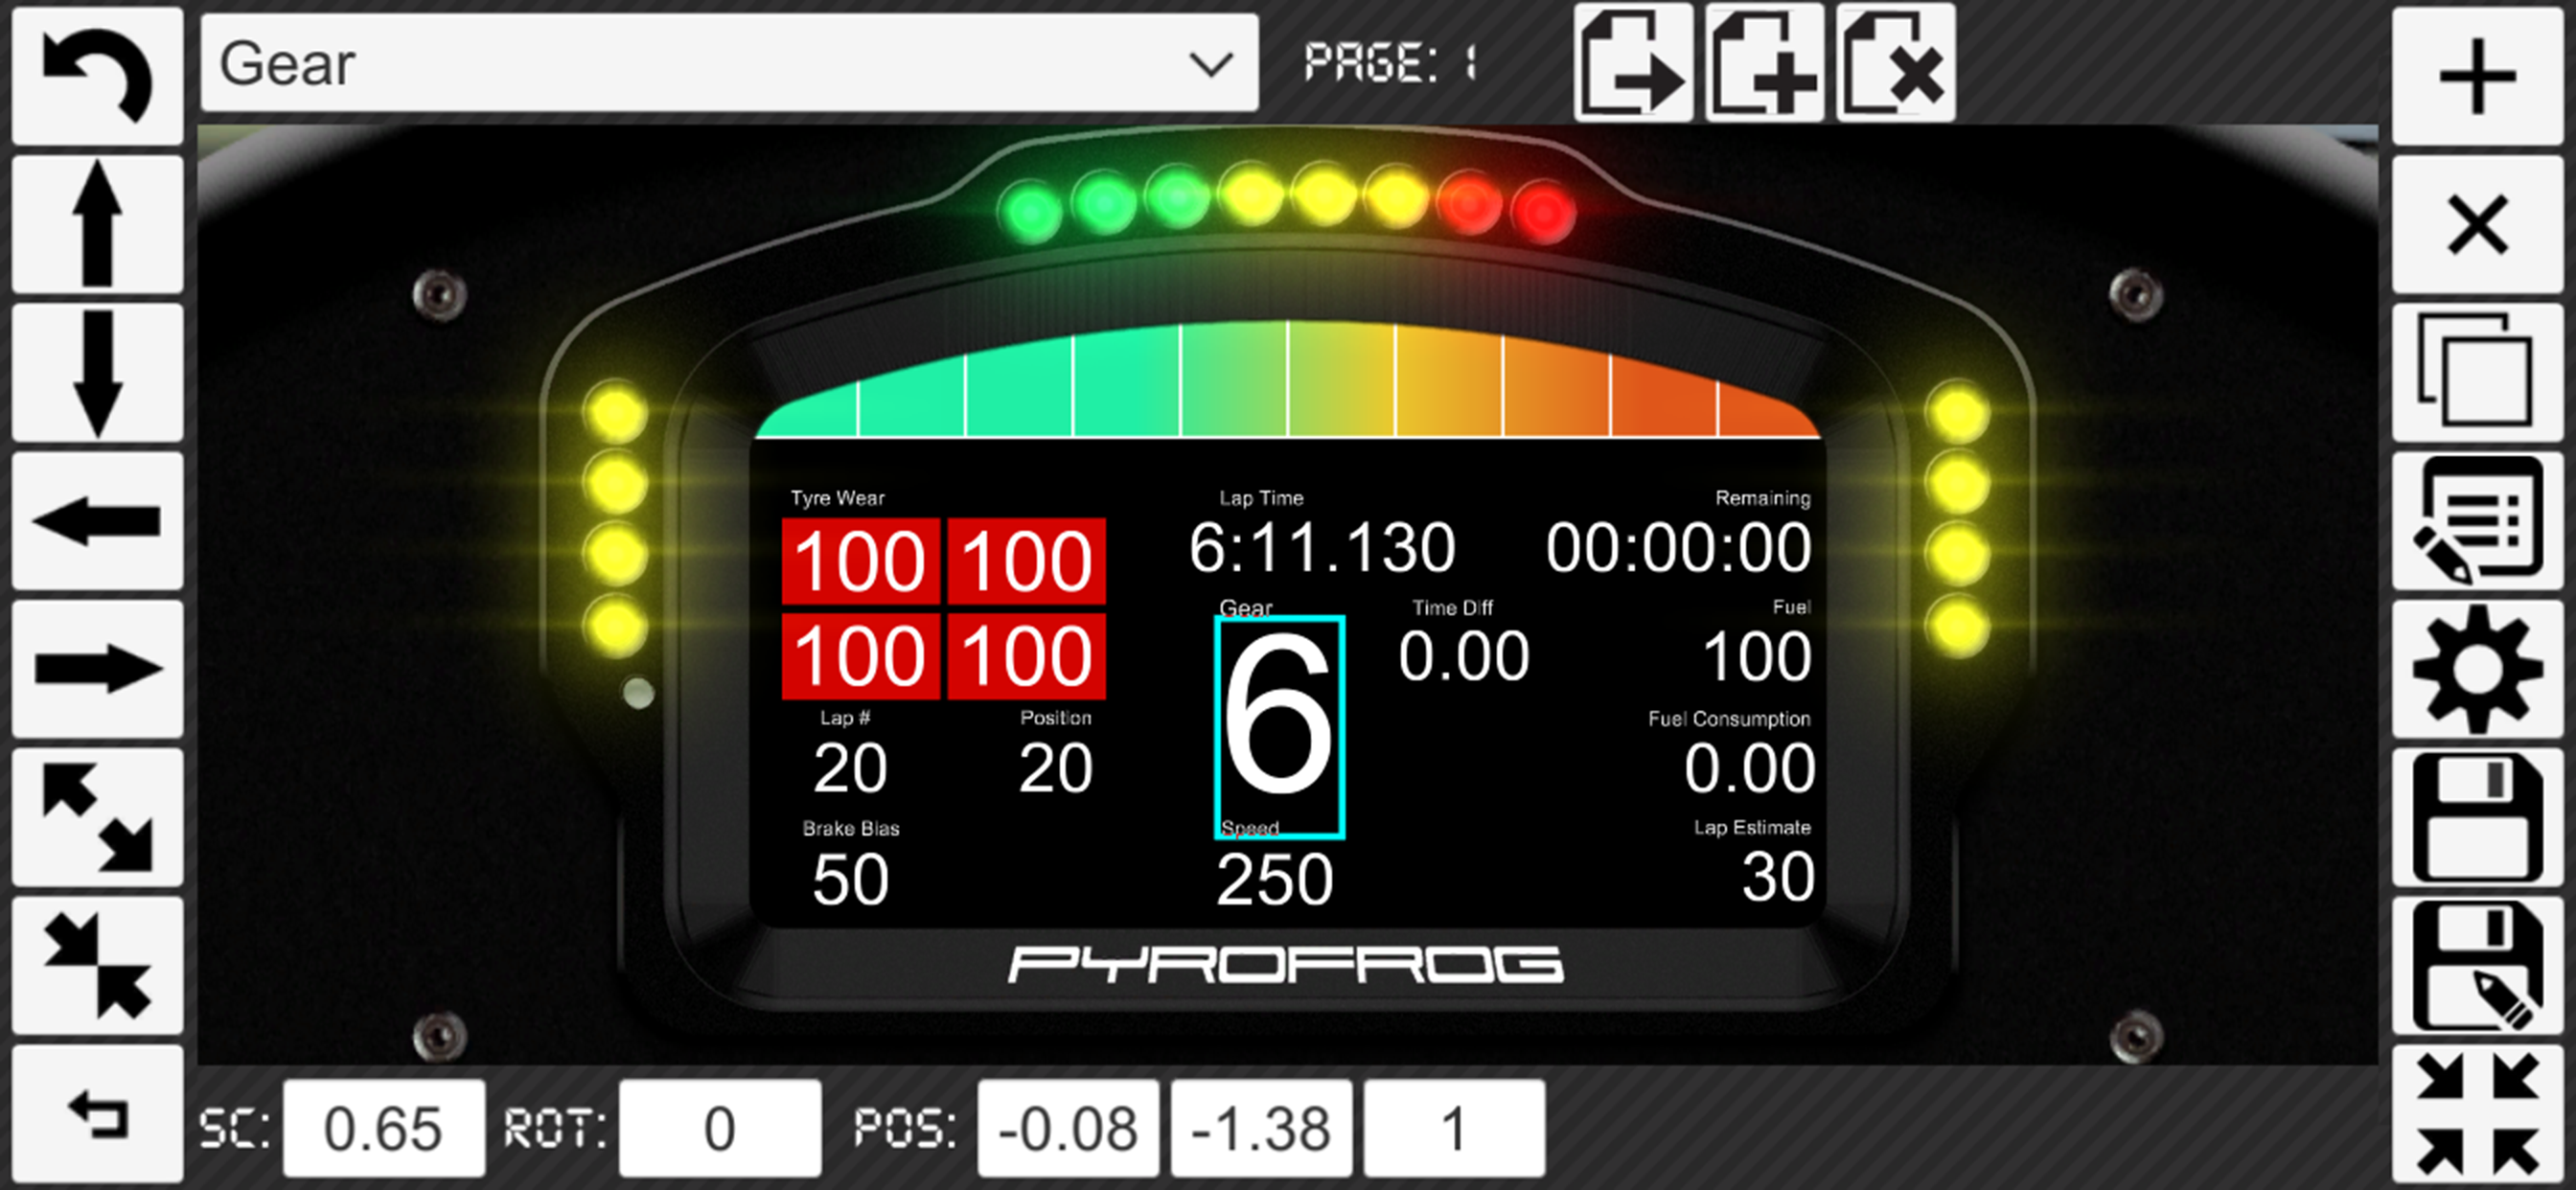 Gear
PAGE: 1
Tyre Wear
100 100
100 100
Lap Time
6:11.130
Remaining
00:00:00
Gear
6
Time Diff
0.00
Fuel
100
Lap #
20
Position
20
Fuel Consumption
0.00
Brake Bias
50
Speed
250
Lap Estimate
30
PYROFROG
SC: 0.65 ROT: 0 POS: -0.08 -1.38 1